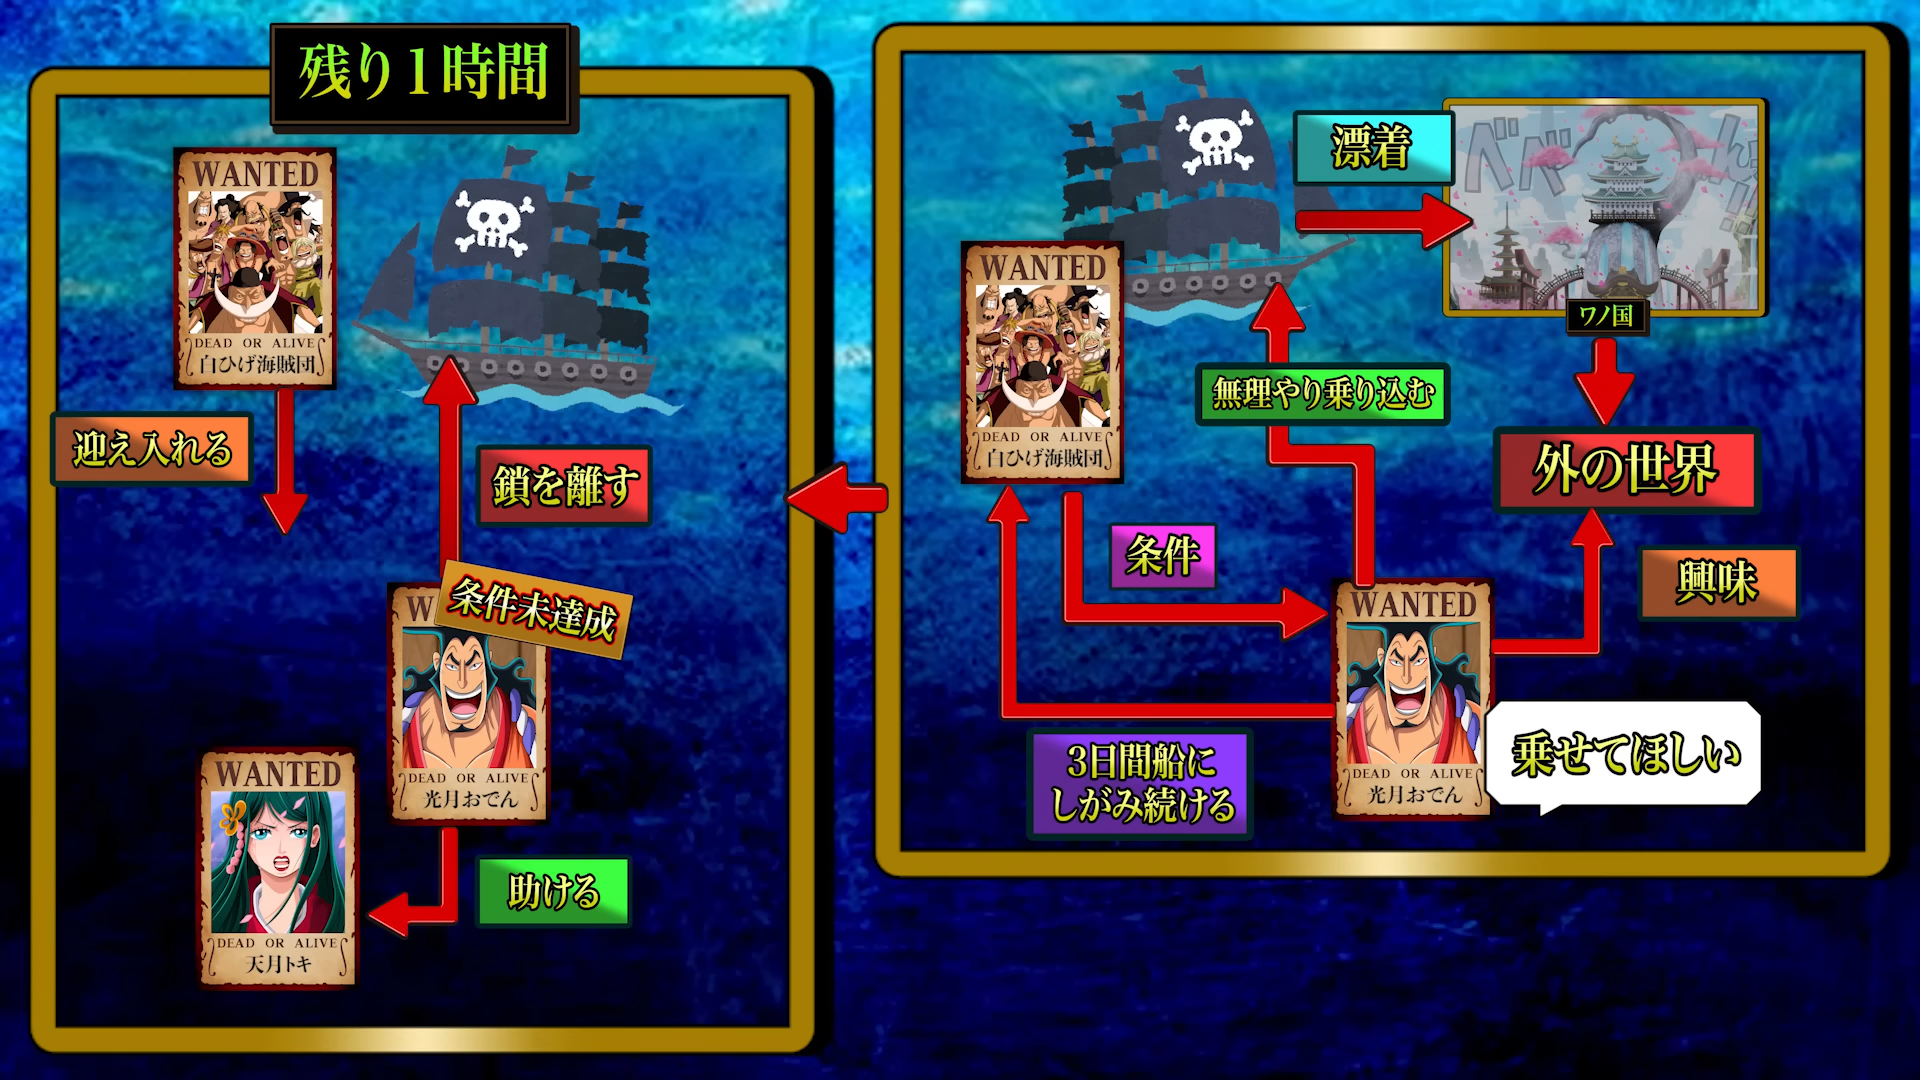 残り1時間
WANTED
DEAD OR ALIVE
白ひげ海賊団
迎え入れる
鎖を離す
条件未達成
W
DEAD OR ALIVE
光月おでん
助ける
WANTED
DEAD OR ALIVE
天月トキ
漂着
べべんん!!
ワノ国
WANTED
DEAD OR ALIVE
白ひげ海賊団
無理やり乗り込む
外の世界
条件
興味
WANTED
DEAD OR ALIVE
光月おでん
乗せてほしい
3日間船に
しがみ続ける